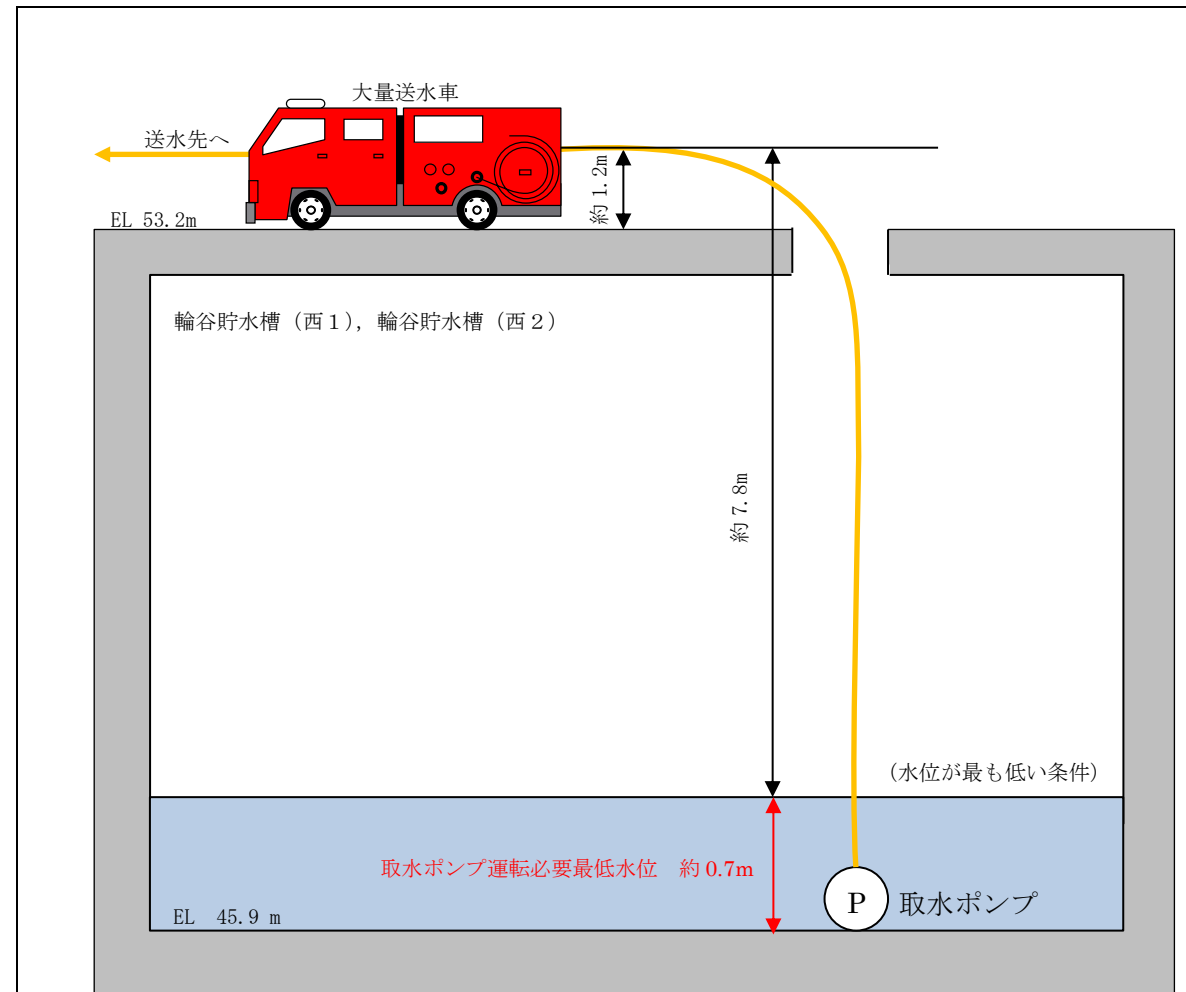 大量送水車
送水先へ
約 1.2m
EL 53.2m
輪谷貯水槽（西１），輪谷貯水槽（西２）
約 7.8m
（水位が最も低い条件）
取水ポンプ運転必要最低水位　約 0.7m
P 取水ポンプ
EL 45.9 m